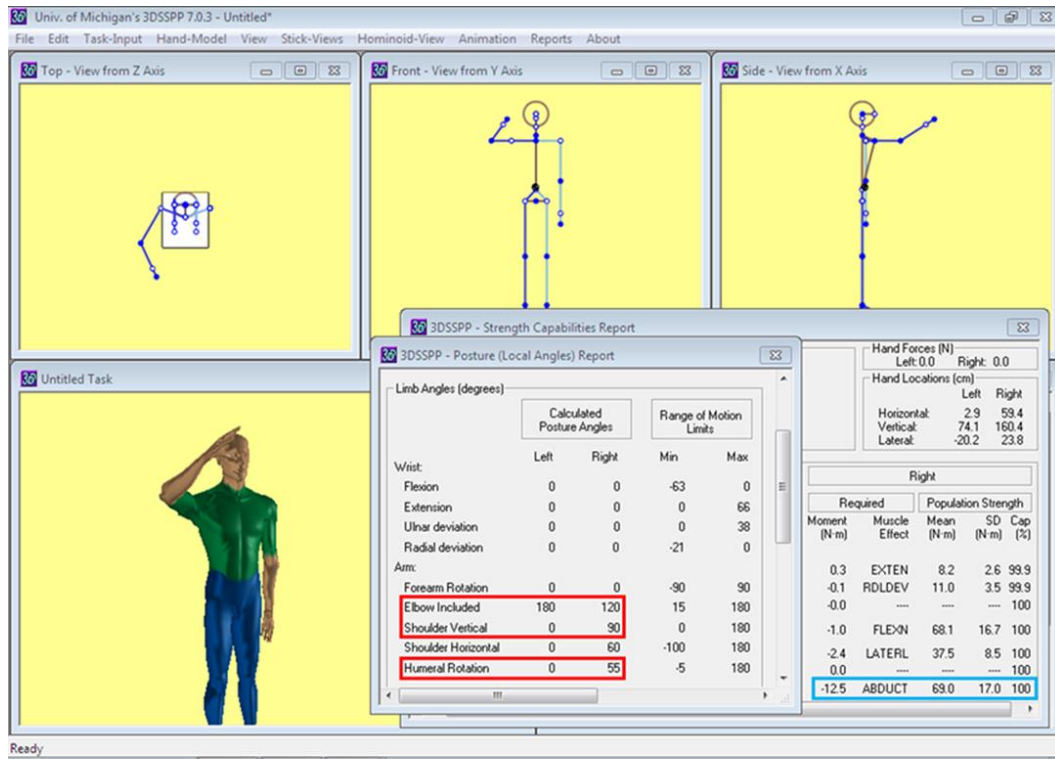 Univ. of Michigan's 3DSSPP 7.0.3 - Untitled*
File Edit Task-Input Hand-Model View Stick-Views Hominoid-View Animation Reports About
Top - View from Z Axis
Front - View from Y Axis
Side - View from X Axis
Untitled Task
3DSSPP - Strength Capabilities Report
Hand Forces (N)
Left: 0.0 Right: 0.0
Hand Locations (cm)
Left Right
Horizontal: 2.9 59.4
Vertical: 74.1 160.4
Lateral: -20.2 23.8
Right
Required Population Strength
Moment Muscle Mean SD Cap
(N·m) Effect (N·m) (N·m) (%)
0.3 EXTEN 8.2 2.6 99.9
-0.1 RDLDEV 11.0 3.5 99.9
-0.0 ---- ---- ---- 100
-1.0 FLEXN 68.1 16.7 100
-2.4 LATERL 37.5 8.5 100
0.0 ---- ---- ---- 100
-12.5 ABDUCT 69.0 17.0 100
3DSSPP - Posture (Local Angles) Report
Limb Angles (degrees)
Calculated
Posture Angles
Range of Motion
Limits
Left Right Min Max
Wrist:
Flexion 0 0 -63 0
Extension 0 0 0 66
Ulnar deviation 0 0 0 38
Radial deviation 0 0 -21 0
Arm:
Forearm Rotation 0 0 -90 90
Elbow Included 180 120 15 180
Shoulder Vertical 0 90 0 180
Shoulder Horizontal 0 60 -100 180
Humeral Rotation 0 55 -5 180
Ready